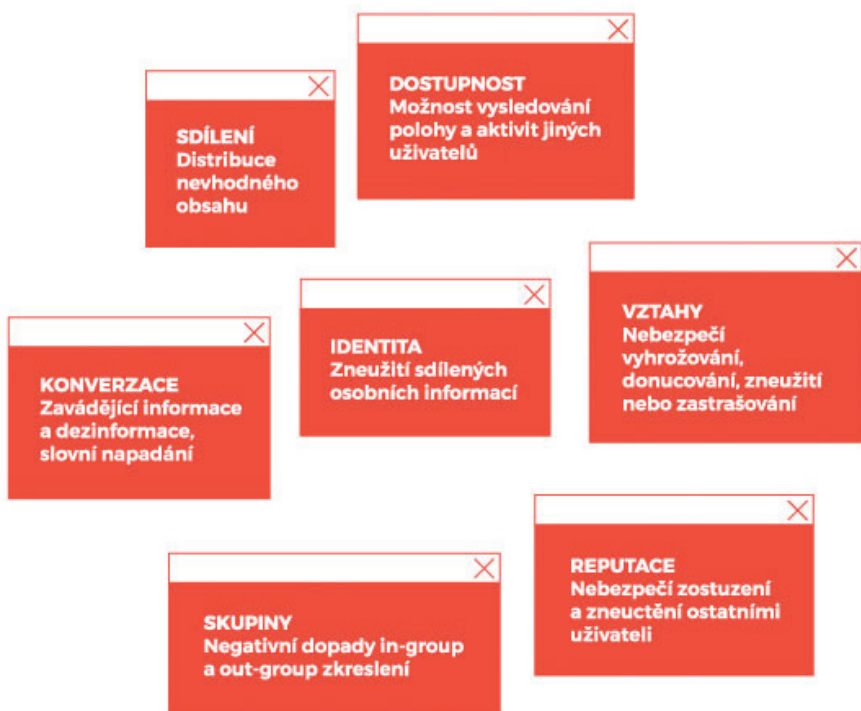 SDÍLENÍ
Distribuce
nevhodného
obsahu
DOSTUPNOST
Možnost vysledování
polohy a aktivit jiných
uživatelů
KONVERZACE
Zavádějící informace
a dezinformace,
slovní napadání
IDENTITA
Zneužití sdílených
osobních informací
VZTAHY
Nebezpečí
vyhrožování,
donucování, zneužití
nebo zastrašování
SKUPINY
Negativní dopady in-group
a out-group zkreslení
REPUTACE
Nebezpečí zostuzení
a zneuctění ostatními
uživateli